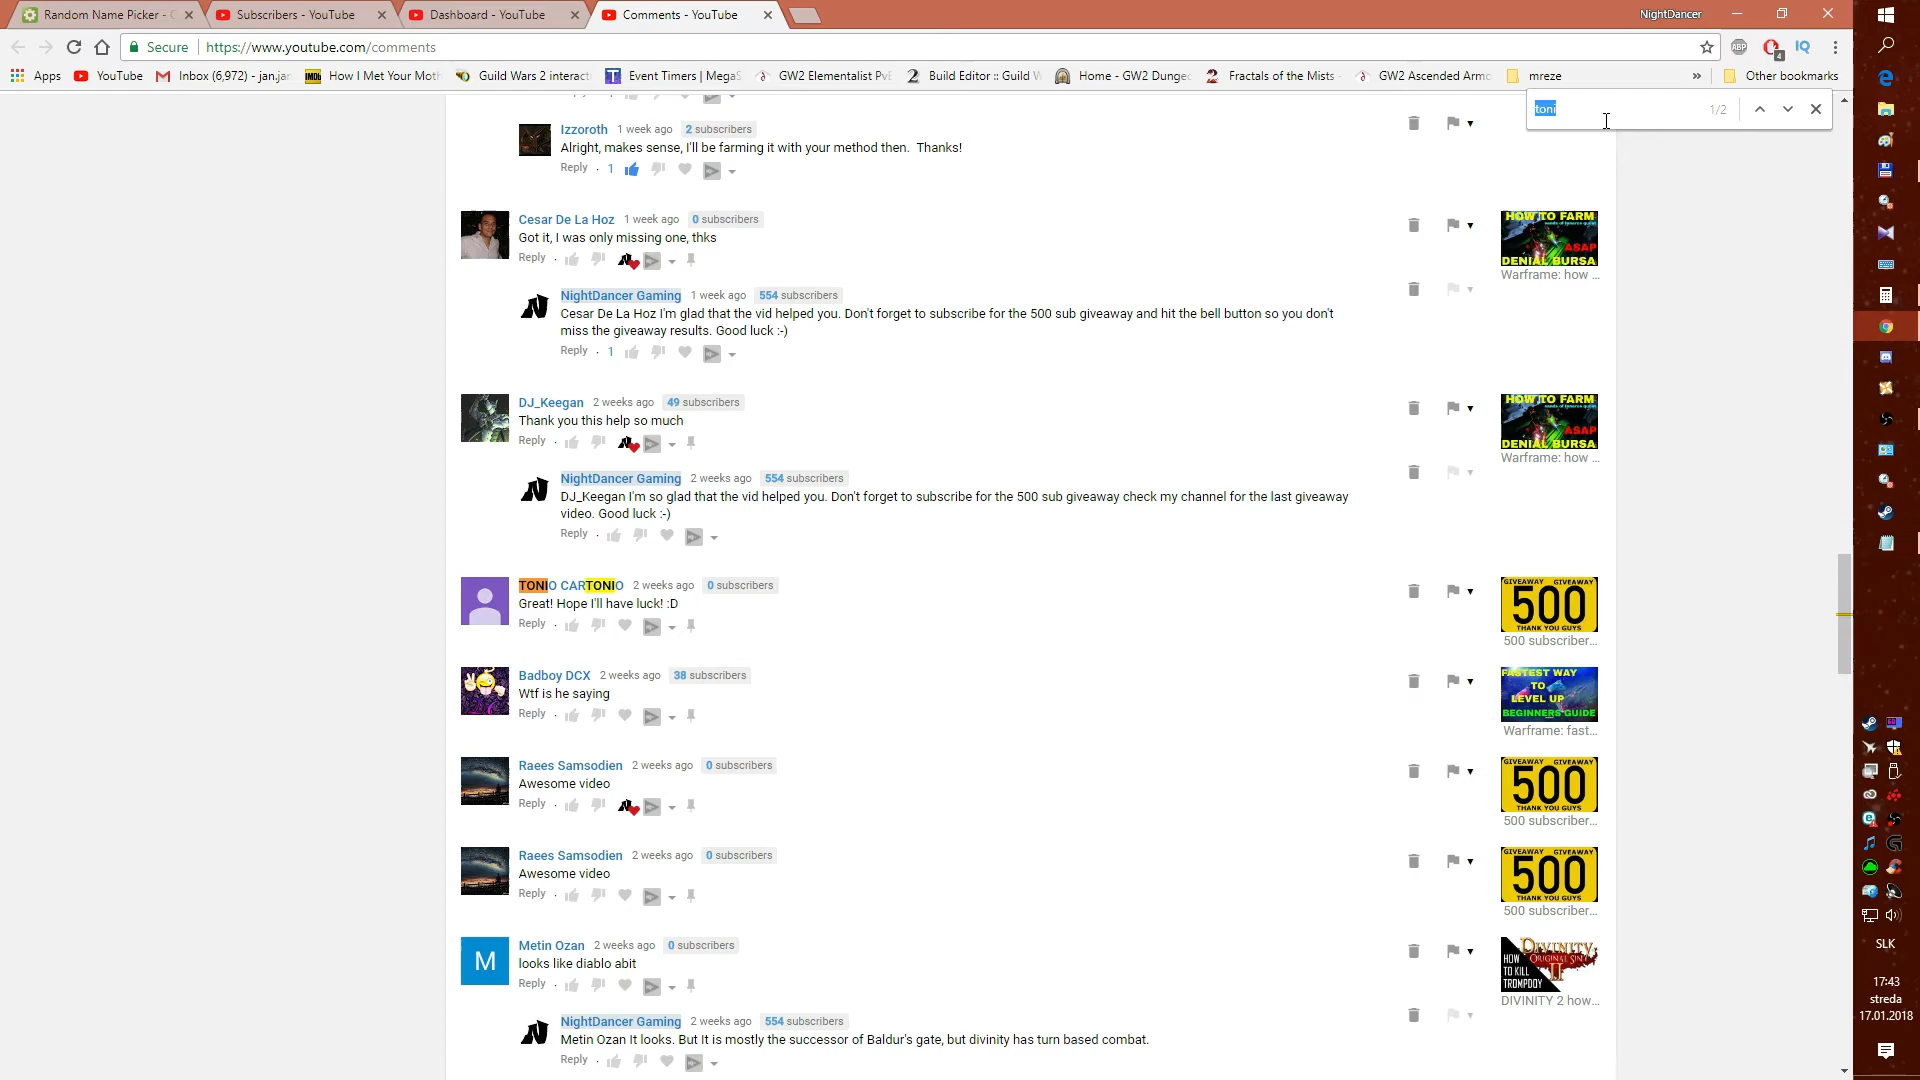 Random Name Picker - C
Subscribers - YouTube
Dashboard - YouTube
Comments - YouTube
NightDancer
Secure https://www.youtube.com/comments
Apps YouTube Inbox (6,972) - jan.jan How I Met Your Moth Guild Wars 2 interacti Event Timers | MegaS GW2 Elementalist PvE Build Editor :: Guild W Home - GW2 Dungeo Fractals of the Mists - GW2 Ascended Armo mreze » Other bookmarks
toni 1/2
Izzoroth 1 week ago 2 subscribers
Alright, makes sense, I'll be farming it with your method then. Thanks!
Reply · 1
Cesar De La Hoz 1 week ago 0 subscribers
Got it, I was only missing one, thks
Reply ·
HOW TO FARM
ASAP
DENIAL BURSA
Warframe: how ...
NightDancer Gaming 1 week ago 554 subscribers
Cesar De La Hoz I'm glad that the vid helped you. Don't forget to subscribe for the 500 sub giveaway and hit the bell button so you don't
miss the giveaway results. Good luck :-)
Reply · 1
DJ_Keegan 2 weeks ago 49 subscribers
Thank you this help so much
Reply ·
HOW TO FARM
ASAP
DENIAL BURSA
Warframe: how ...
NightDancer Gaming 2 weeks ago 554 subscribers
DJ_Keegan I'm so glad that the vid helped you. Don't forget to subscribe for the 500 sub giveaway check my channel for the last giveaway
video. Good luck :-)
Reply ·
TONIO CARTONIO 2 weeks ago 0 subscribers
Great! Hope I'll have luck! :D
Reply ·
GIVEAWAY GIVEAWAY
500
THANK YOU GUYS
500 subscriber...
Badboy DCX 2 weeks ago 38 subscribers
Wtf is he saying
Reply ·
FASTEST WAY
TO
LEVEL UP
BEGINNERS GUIDE
Warframe: fast...
Raees Samsodien 2 weeks ago 0 subscribers
Awesome video
Reply ·
GIVEAWAY GIVEAWAY
500
THANK YOU GUYS
500 subscriber...
Raees Samsodien 2 weeks ago 0 subscribers
Awesome video
Reply ·
GIVEAWAY GIVEAWAY
500
THANK YOU GUYS
500 subscriber...
Metin Ozan 2 weeks ago 0 subscribers
looks like diablo abit
Reply ·
M
DIVINITY
ORIGINAL SIN
II
HOW
TO KILL
TROMPDOY
DIVINITY 2 how...
NightDancer Gaming 2 weeks ago 554 subscribers
Metin Ozan It looks. But It is mostly the successor of Baldur's gate, but divinity has turn based combat.
Reply ·
SLK
17:43
streda
17.01.2018